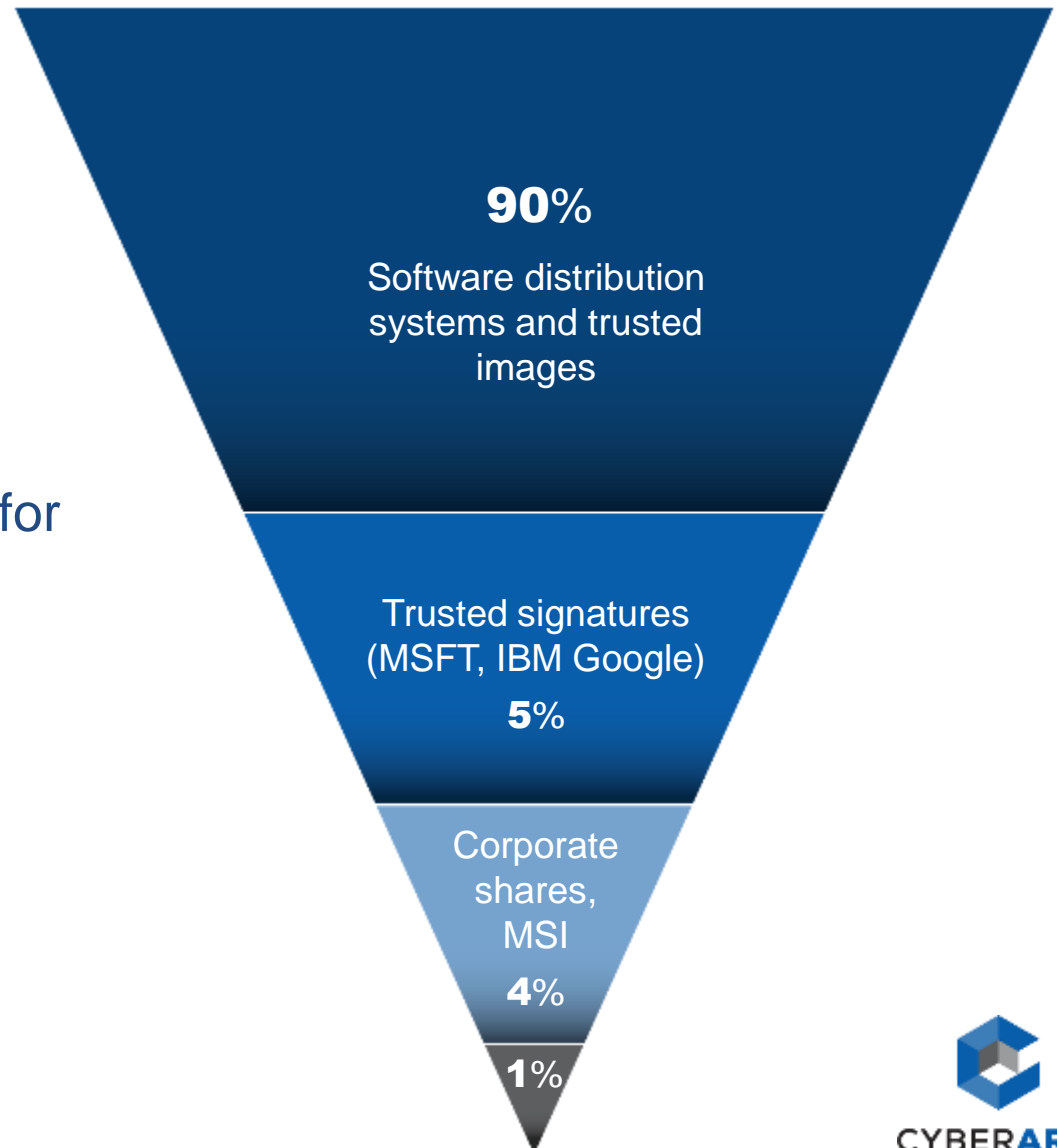 90%
Software distribution
systems and trusted
images
for
Trusted signatures
(MSFT, IBM Google)
5%
Corporate
shares,
MSI
4%
1%